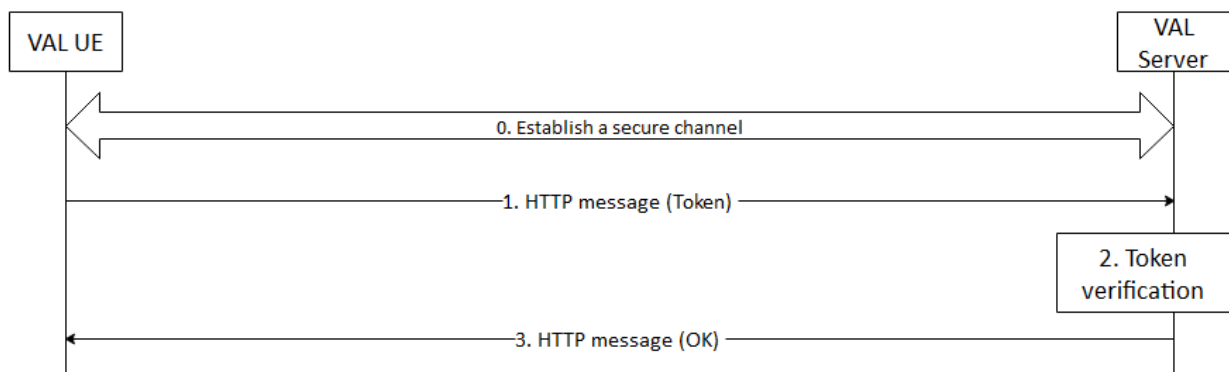 VAL UE
VAL
Server
0. Establish a secure channel
1. HTTP message (Token)
2. Token
verification
3. HTTP message (OK)